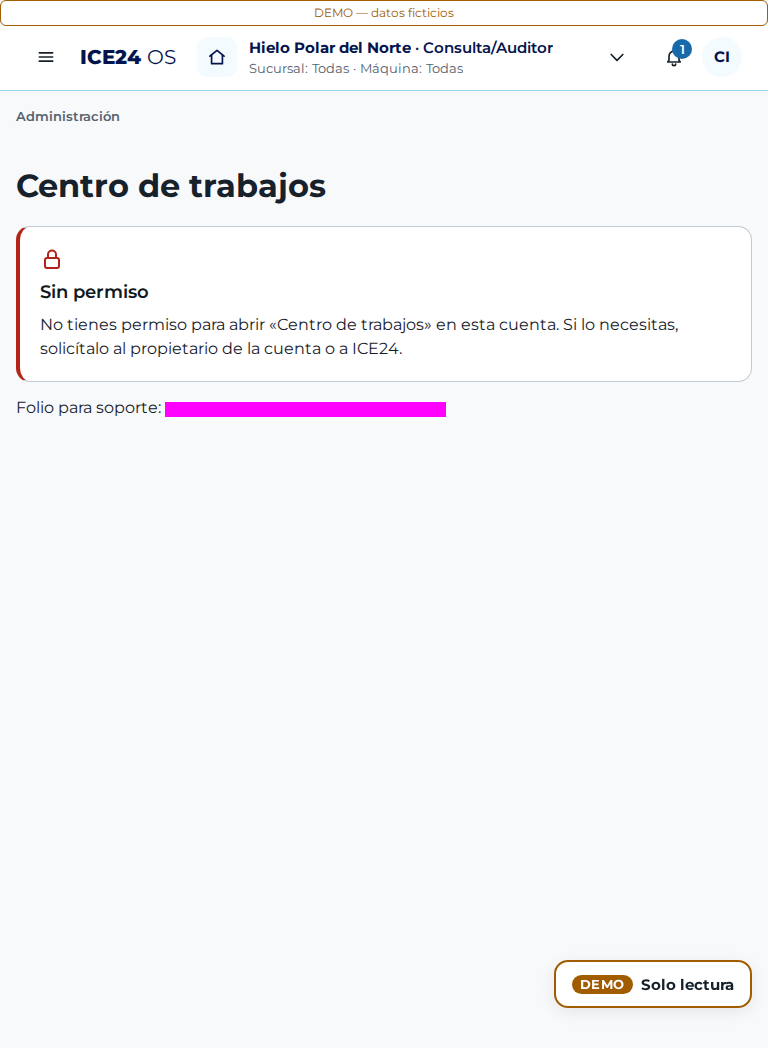 DEMO — datos ficticios
ICE24 OS
Hielo Polar del Norte · Consulta/Auditor
Sucursal: Todas · Máquina: Todas
1
CI
Administración
Centro de trabajos
Sin permiso
No tienes permiso para abrir «Centro de trabajos» en esta cuenta. Si lo necesitas,
solicítalo al propietario de la cuenta o a ICE24.
Folio para soporte:
DEMO Solo lectura